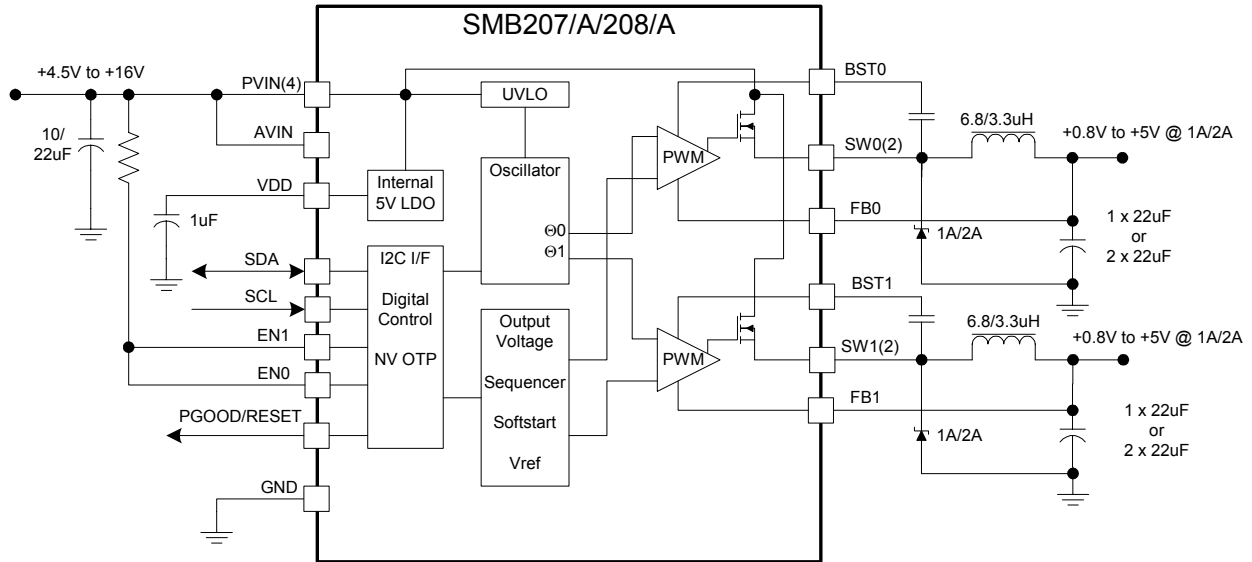 SMB207/A/208/A
+4.5V to +16V
PVIN(4)
10/
22uF
AVIN
VDD
1uF
SDA
SCL
EN1
EN0
PGOOD/RESET
GND
UVLO
Internal
5V LDO
Oscillator
Θ0
Θ1
I2C I/F
Digital
Control
NV OTP
Output
Voltage
Sequencer
Softstart
Vref
PWM
PWM
BST0
SW0(2)
FB0
6.8/3.3uH
+0.8V to +5V @ 1A/2A
1A/2A
1 x 22uF
or
2 x 22uF
BST1
SW1(2)
FB1
6.8/3.3uH
+0.8V to +5V @ 1A/2A
1A/2A
1 x 22uF
or
2 x 22uF